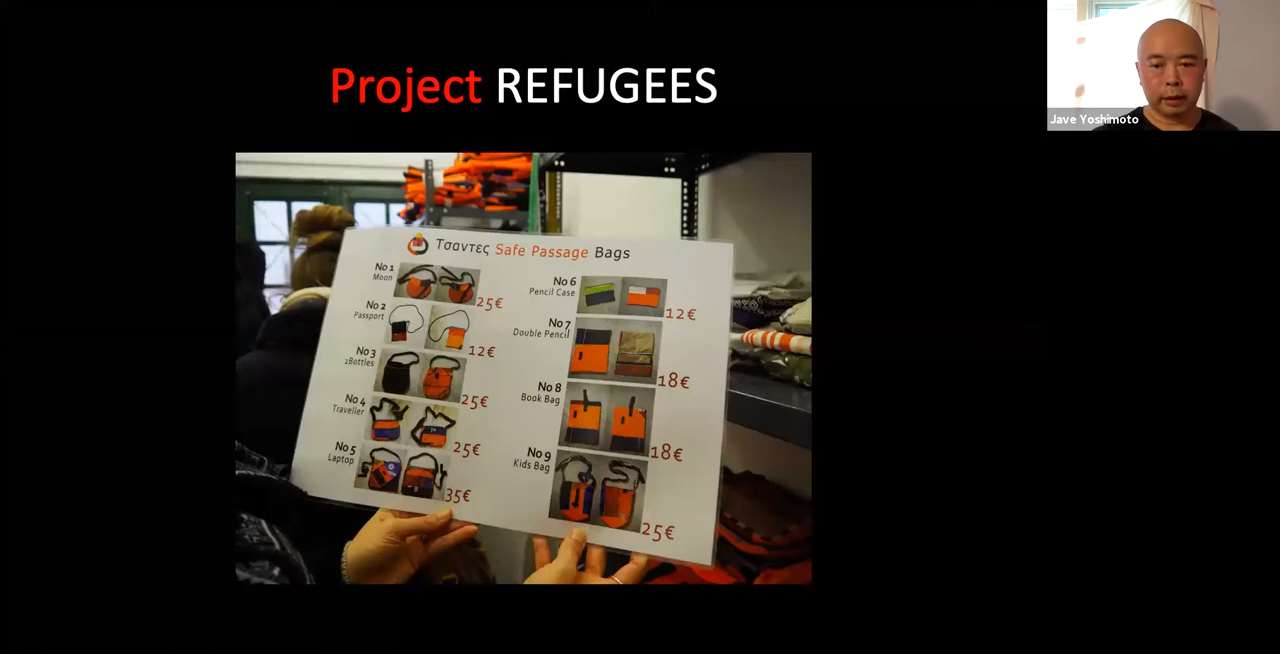 Project REFUGEES
Jave Yoshimoto
Τσαντες Safe Passage Bags
No 1
Moon
25€
No 2
Passport
12€
No 3
2Bottles
25€
No 4
Traveller
25€
No 5
Laptop
35€
No 6
Pencil Case
12€
No 7
Double Pencil
18€
No 8
Book Bag
18€
No 9
Kids Bag
25€